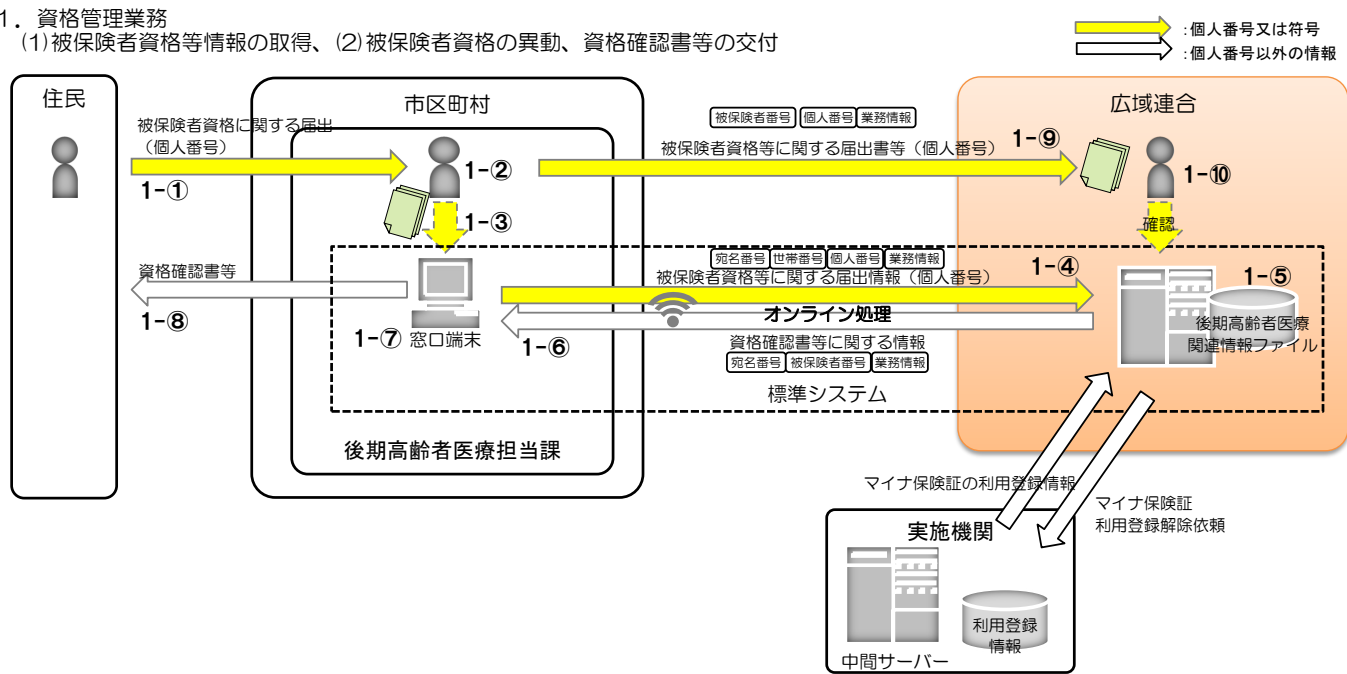 1．資格管理業務
(1)被保険者資格等情報の取得、(2)被保険者資格の異動、資格確認書等の交付
:個人番号又は符号
:個人番号以外の情報
住民
市区町村
広域連合
被保険者資格に関する届出
（個人番号）
1-①
1-②
1-③
被保険者番号 個人番号 業務情報
被保険者資格等に関する届出書等（個人番号）
1-⑨
1-⑩
確認
資格確認書等
1-⑧
1-⑦ 窓口端末
宛名番号 世帯番号 個人番号 業務情報
被保険者資格等に関する届出情報（個人番号）
1-④
オンライン処理
1-⑥
資格確認書等に関する情報
宛名番号 被保険者番号 業務情報
標準システム
1-⑤
後期高齢者医療
関連情報ファイル
後期高齢者医療担当課
マイナ保険証の利用登録情報
マイナ保険証
利用登録解除依頼
実施機関
中間サーバー
利用登録
情報